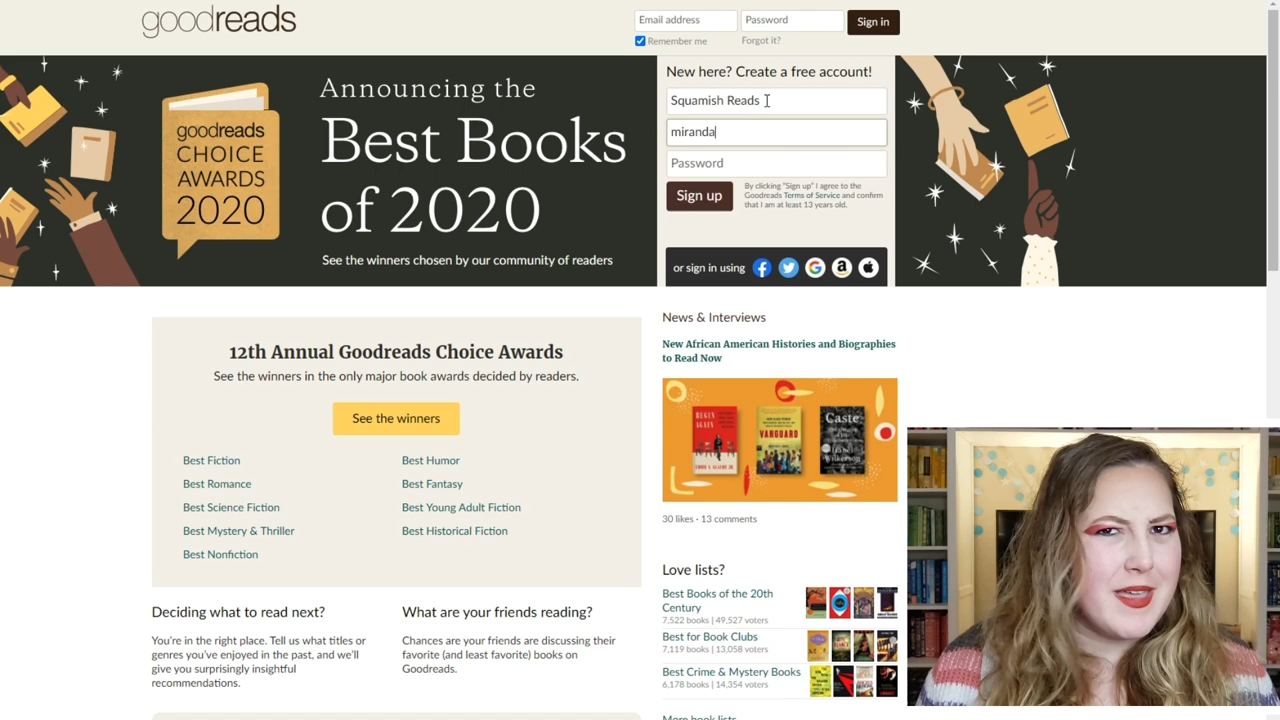 goodreads
Email address
Password
Sign in
Remember me
Forgot it?
goodreads
CHOICE
AWARDS
2020
Announcing the
Best Books
of 2020
See the winners chosen by our community of readers
New here? Create a free account!
Squamish Reads
miranda
Password
Sign up
By clicking “Sign up” I agree to the
Goodreads Terms of Service and confirm
that I am at least 13 years old.
or sign in using
12th Annual Goodreads Choice Awards
See the winners in the only major book awards decided by readers.
See the winners
Best Fiction
Best Romance
Best Science Fiction
Best Mystery & Thriller
Best Nonfiction
Best Humor
Best Fantasy
Best Young Adult Fiction
Best Historical Fiction
Deciding what to read next?
You’re in the right place. Tell us what titles or
genres you’ve enjoyed in the past, and we’ll
give you surprisingly insightful
recommendations.
What are your friends reading?
Chances are your friends are discussing their
favorite (and least favorite) books on
Goodreads.
News & Interviews
New African American Histories and Biographies
to Read Now
BEGIN
AGAIN
VANGUARD
Caste
30 likes · 13 comments
Love lists?
Best Books of the 20th
Century
7,522 books | 49,527 voters
Best for Book Clubs
7,119 books | 13,058 voters
Best Crime & Mystery Books
6,178 books | 14,354 voters
More book lists